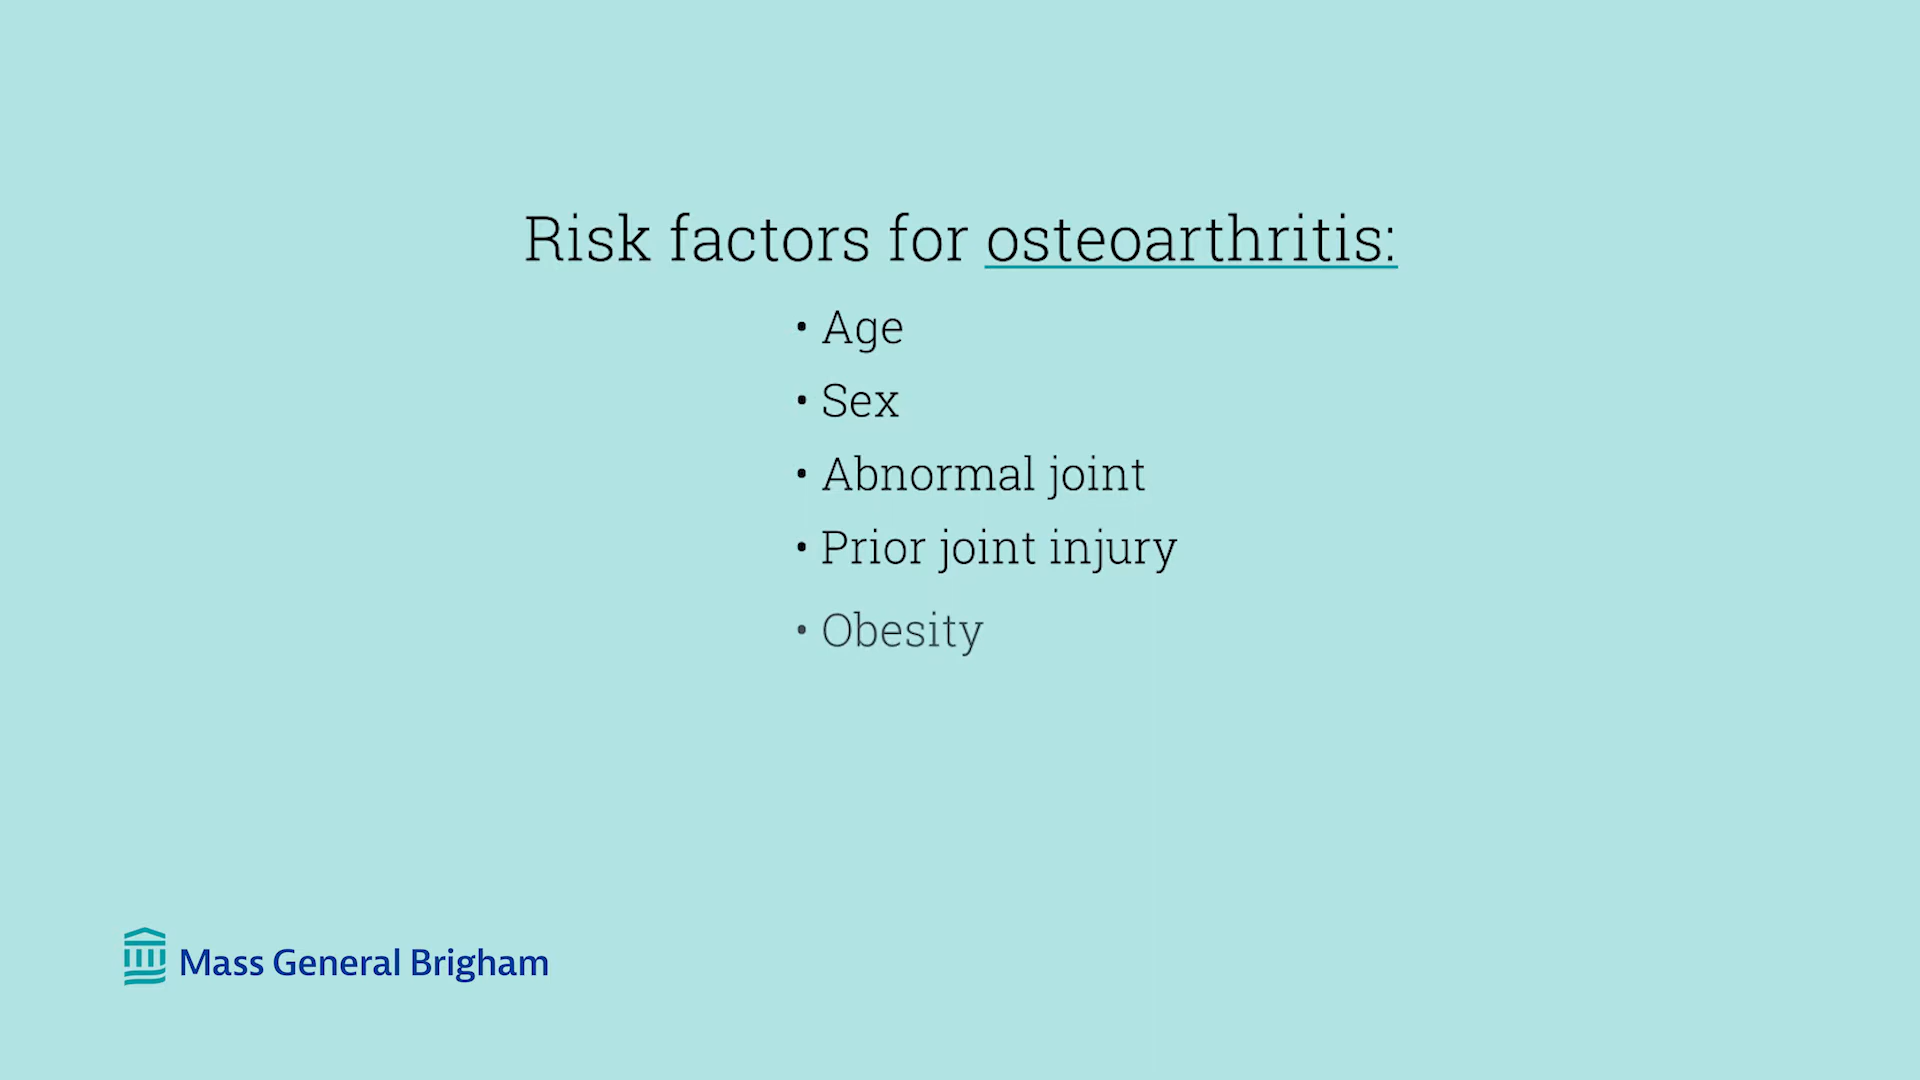 Risk factors for osteoarthritis:
• Age
• Sex
• Abnormal joint
• Prior joint injury
• Obesity
Mass General Brigham